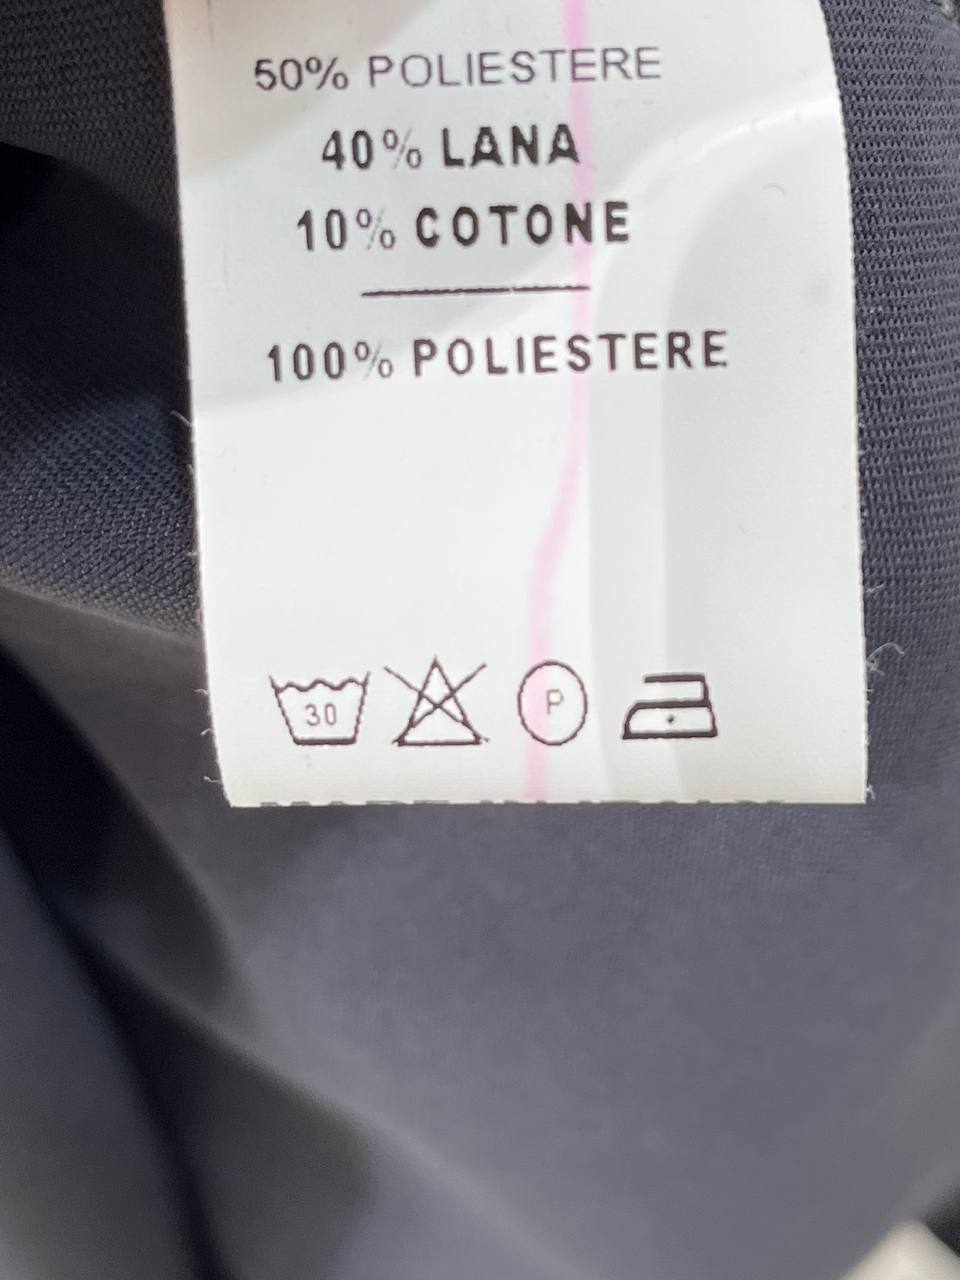 50% POLIESTERE
40% LANA
10% COTONE
100% POLIESTERE
30 P